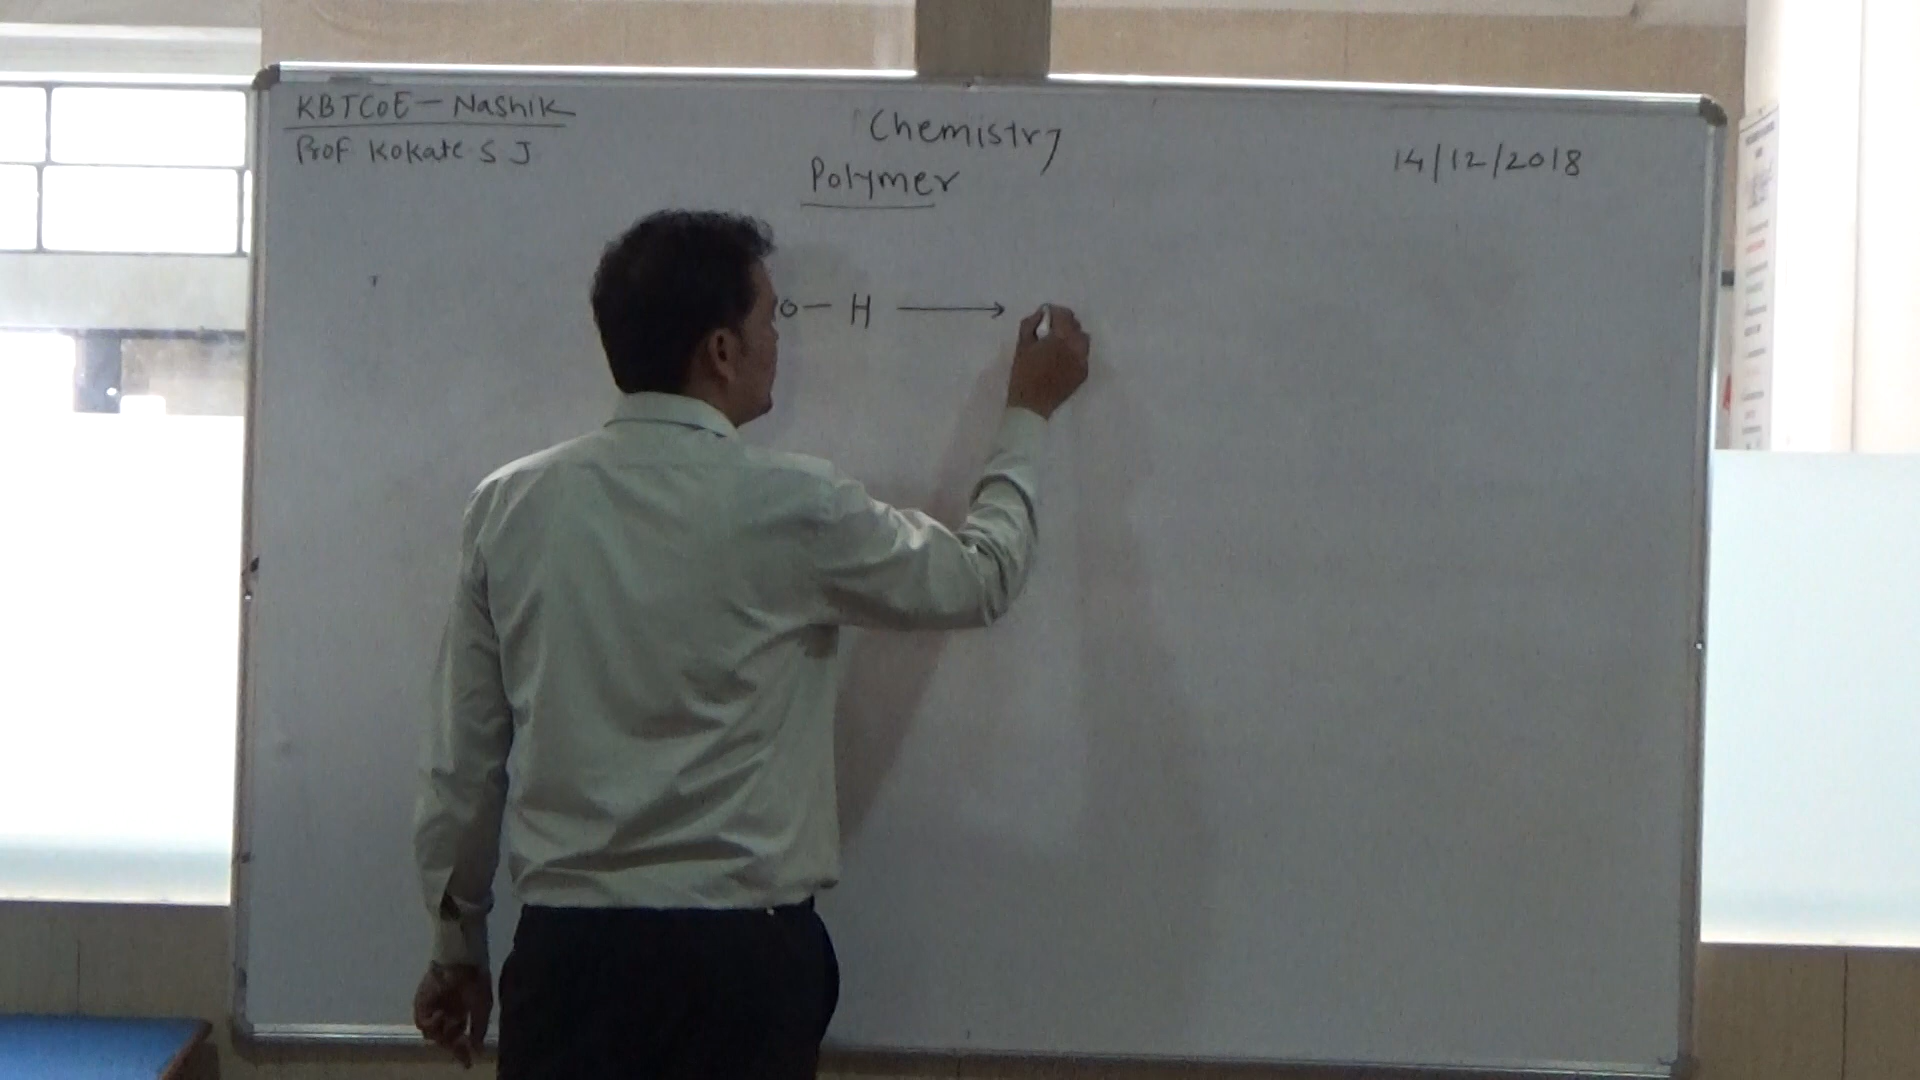 KBTCOE - Nashik
Prof Kokate S J
Chemistry
Polymer
14/12/2018
O - H ⟶